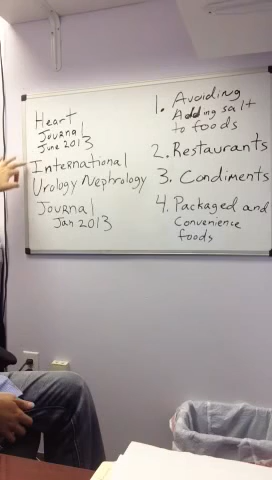 Heart
Journal
June 2013
International
Urology Nephrology
Journal
Jan 2013
1. Avoiding
Adding salt
to foods
2. Restaurants
3. Condiments
4. Packaged and
Convenience
foods